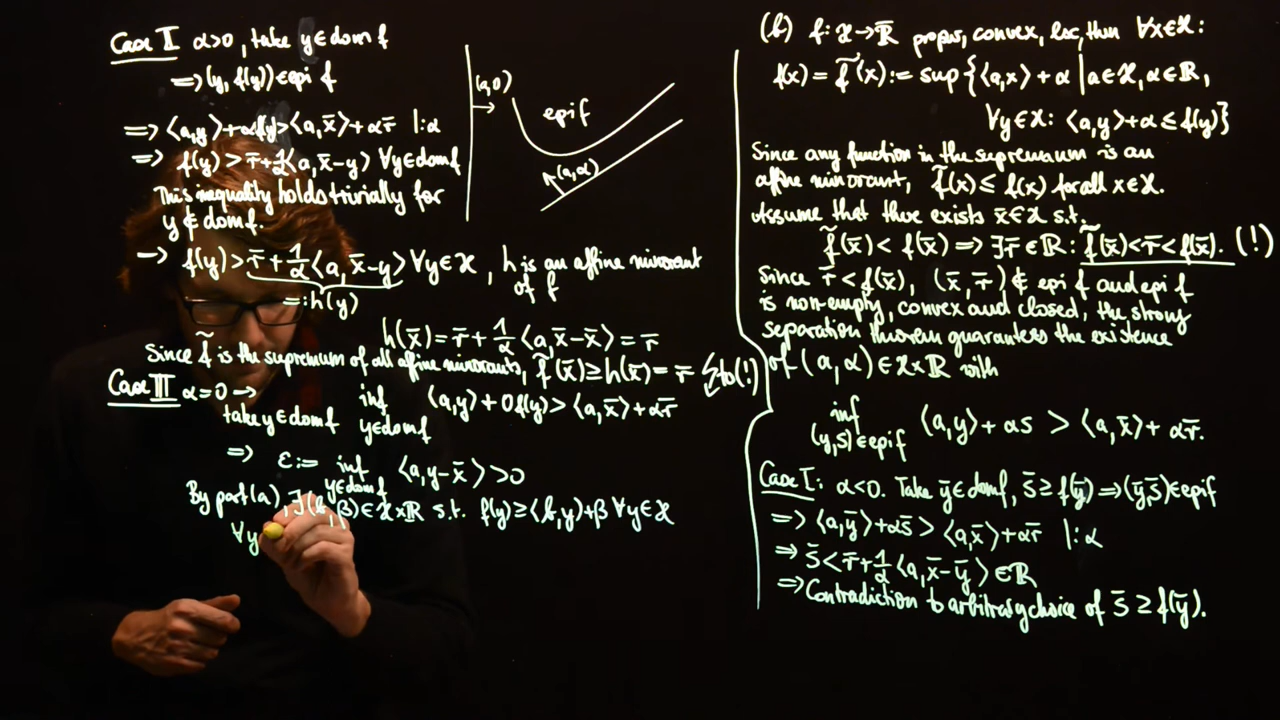 (b) f: X → R̅ proper, convex, lsc, then ∀x∈X:
f(x) = f̃(x) := sup{⟨a,x⟩ + α | a∈X, α∈R,
∀y∈X: ⟨a,y⟩+α ≤ f(y)}
Since any function in the supremum is an
affine minorant, f̃(x) ≤ f(x) for all x∈X.
Assume that there exists x̄∈X s.t.
f̃(x̄) < f(x̄) ⟹ ∃r̄∈R: f̃(x̄)<r̄<f(x̄). (!)
Since r̄<f(x̄), (x̄,r̄)∉epi f and epi f
is non-empty, convex and closed, the strong
separation theorem guarantees the existence
of (a,α)∈X×R with
inf ⟨a,y⟩+αs > ⟨a,x̄⟩+αr̄.
(y,s)∈epi f
Case I: α<0. Take ȳ∈dom f, s̄≥f(ȳ) ⟹ (ȳ,s̄)∈epi f
⟹ ⟨a,ȳ⟩+αs̄ > ⟨a,x̄⟩+αr̄ |:α
⟹ s̄<r̄+1/α⟨a,x̄-ȳ⟩∈R
⟹ Contradiction to arbitrary choice of s̄ ≥ f(ȳ).
Case II α>0, take y∈dom f
⟹ (y, f(y))∈epi f
⟹ ⟨a,y⟩+αf(y)>⟨a,x̄⟩+αr̄ |:α
⟹ f(y) > r̄+1/α⟨a,x̄-y⟩ ∀y∈dom f
This inequality holds trivially for
y∉dom f.
→ f(y) > r̄+1/α⟨a,x̄-y⟩ ∀y∈X, h is an affine minorant
of f
=:h(y)
(a,0)
epi f
(a,α)
h(x̄) = r̄+1/α⟨a,x̄-x̄⟩ = r̄
Since f̃ is the supremum of all affine minorants, f̃(x̄)≥h(x̄)=r̄ ↯ to (!)
Case III α=0 → inf ⟨a,y⟩+0f(y)>⟨a,x̄⟩+αr̄
take y∈dom f y∈dom f
⟹ ε:= inf ⟨a,y-x̄⟩>0
y∈dom f
By part (a), ∃(b,β)∈X×R s.t. f(y)≥⟨b,y⟩+β ∀y∈X
∀y